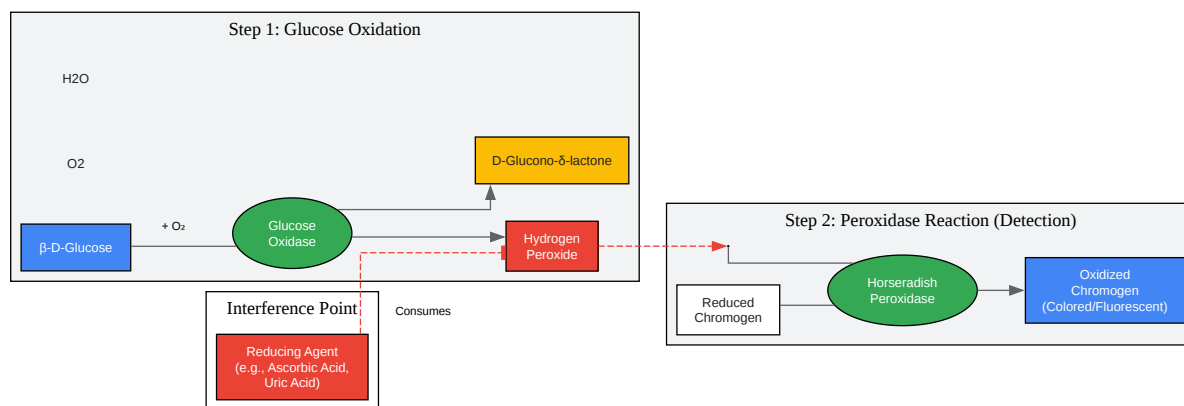 Step 1: Glucose Oxidation
H2O
O2
D-Glucono-δ-lactone
+ O₂
β-D-Glucose
Glucose
Oxidase
Hydrogen
Peroxide
Step 2: Peroxidase Reaction (Detection)
Horseradish
Peroxidase
Reduced
Chromogen
Oxidized
Chromogen
(Colored/Fluorescent)
Interference Point
Consumes
Reducing Agent
(e.g., Ascorbic Acid,
Uric Acid)